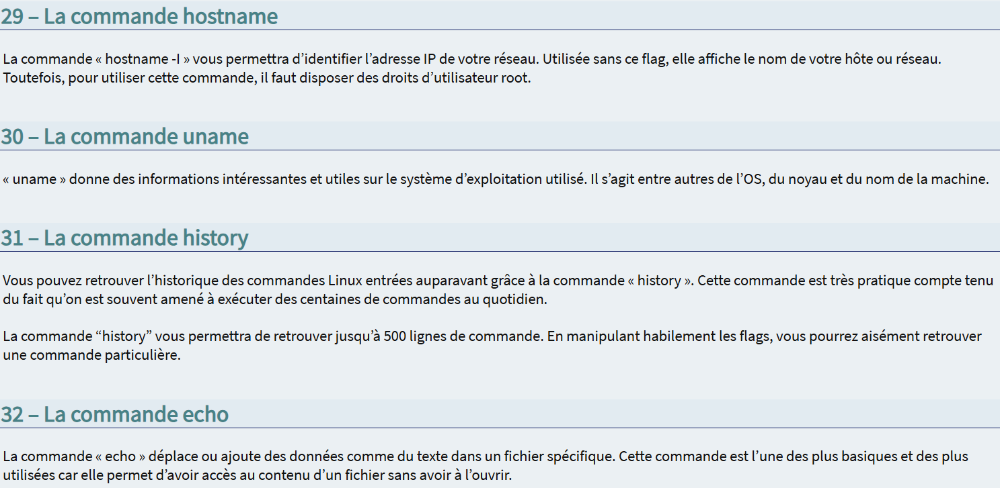 29 – La commande hostname
La commande « hostname -I » vous permettra d’identifier l’adresse IP de votre réseau. Utilisée sans ce flag, elle affiche le nom de votre hôte ou réseau.
Toutefois, pour utiliser cette commande, il faut disposer des droits d’utilisateur root.
30 – La commande uname
« uname » donne des informations intéressantes et utiles sur le système d’exploitation utilisé. Il s’agit entre autres de l’OS, du noyau et du nom de la machine.
31 – La commande history
Vous pouvez retrouver l’historique des commandes Linux entrées auparavant grâce à la commande « history ». Cette commande est très pratique compte tenu
du fait qu’on est souvent amené à exécuter des centaines de commandes au quotidien.
La commande “history” vous permettra de retrouver jusqu’à 500 lignes de commande. En manipulant habilement les flags, vous pourrez aisément retrouver
une commande particulière.
32 – La commande echo
La commande « echo » déplace ou ajoute des données comme du texte dans un fichier spécifique. Cette commande est l’une des plus basiques et des plus
utilisées car elle permet d’avoir accès au contenu d’un fichier sans avoir à l’ouvrir.